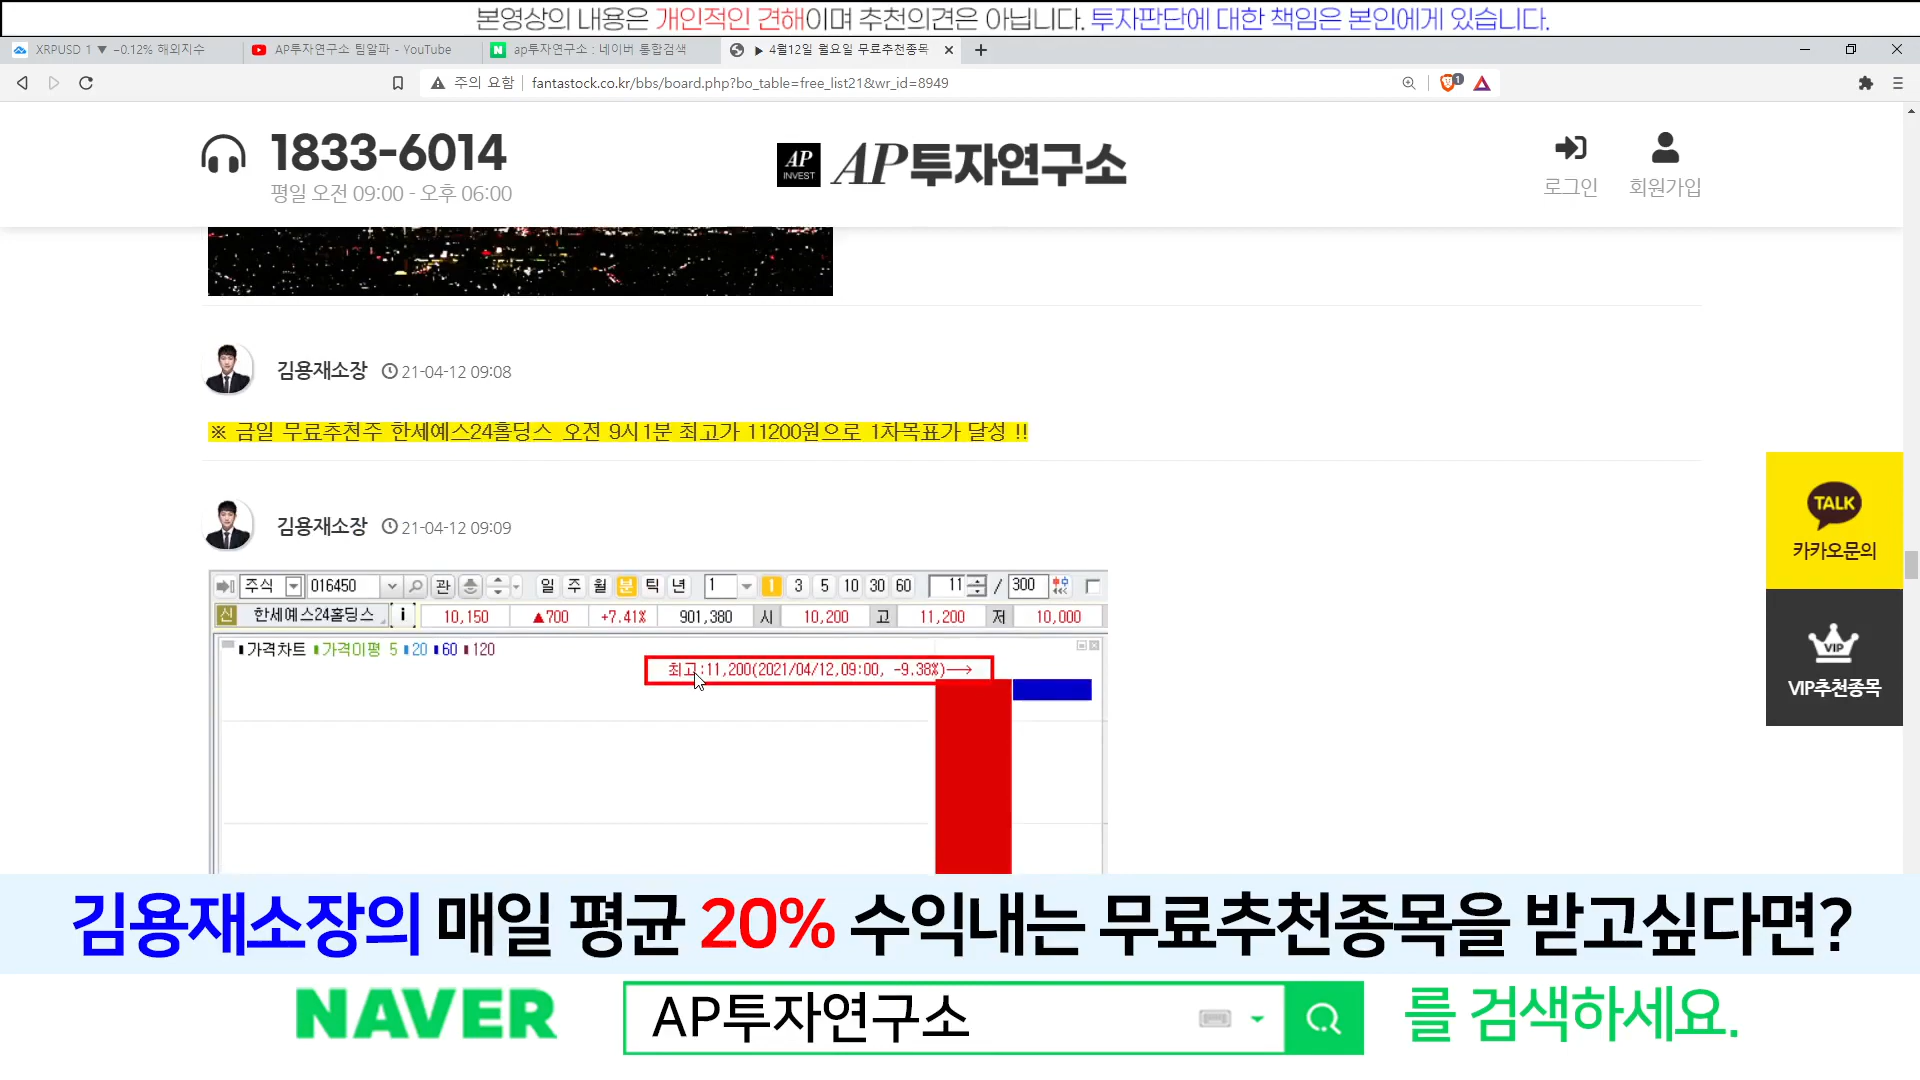 본영상의 내용은 개인적인 견해이며 추천의견은 아닙니다. 투자판단에 대한 책임은 본인에게 있습니다.
XRPUSD 1 ▼ −0.12% 해외지수
AP투자연구소 팀알파 - YouTube
ap투자연구소 : 네이버 통합검색
▶ 4월12일 월요일 무료추천종목
주의 요함
fantastock.co.kr/bbs/board.php?bo_table=free_list21&wr_id=8949
1833-6014
평일 오전 09:00 - 오후 06:00
AP INVEST
AP투자연구소
로그인
회원가입
김용재소장 21-04-12 09:08
※ 금일 무료추천주 한세예스24홀딩스 오전 9시1분 최고가 11200원으로 1차목표가 달성 !!
김용재소장 21-04-12 09:09
주식 016450 관 일 주 월 분 틱 년 1 1 3 5 10 30 60 11 / 300
신 한세예스24홀딩스 i 10,150 ▲700 +7.41% 901,380 시 10,200 고 11,200 저 10,000
가격차트 가격이평 5 20 60 120
최고:11,200(2021/04/12,09:00, -9.38%)→
TALK
카카오문의
VIP
VIP추천종목
김용재소장의 매일 평균 20% 수익내는 무료추천종목을 받고싶다면?
NAVER AP투자연구소 를 검색하세요.